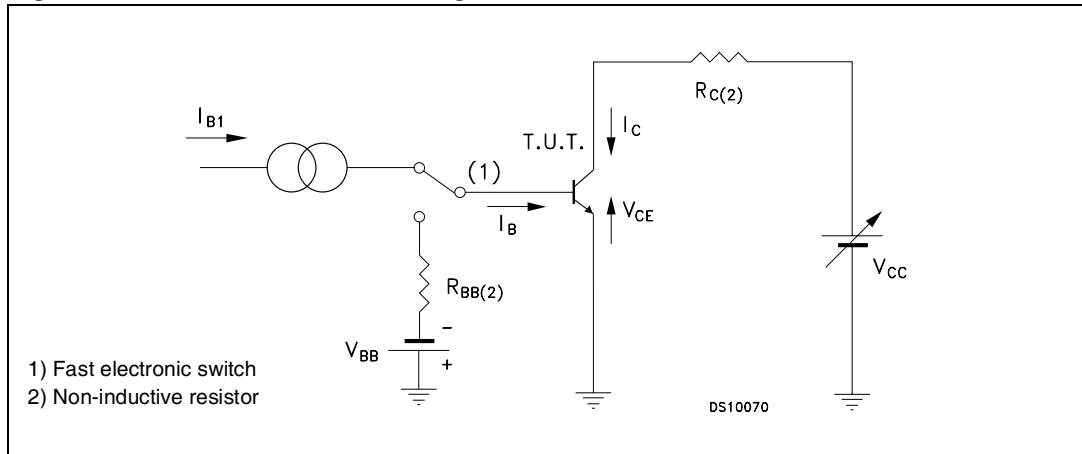 R_C(2)
I_B1
I_C
T.U.T.
(1)
V_CE
I_B
V_CC
R_BB(2)
-
V_BB
+
1) Fast electronic switch
2) Non-inductive resistor
DS10070